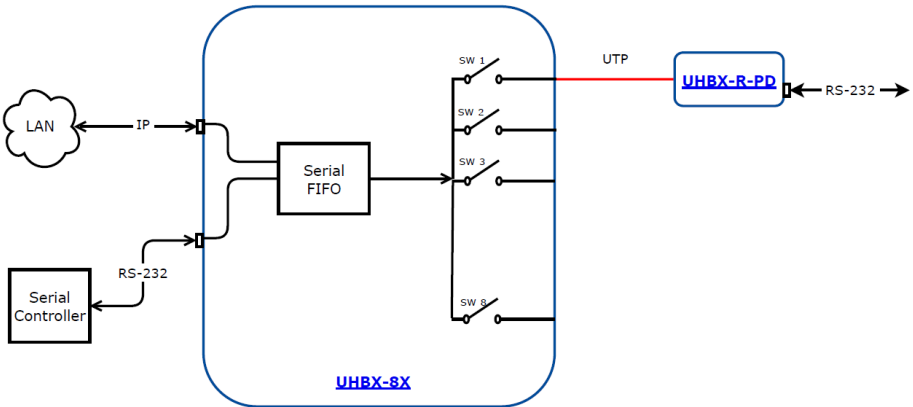 SW 1
UTP
UHBX-R-PD
RS-232
LAN
IP
SW 2
Serial
FIFO
SW 3
RS-232
Serial
Controller
SW 8
UHBX-8X